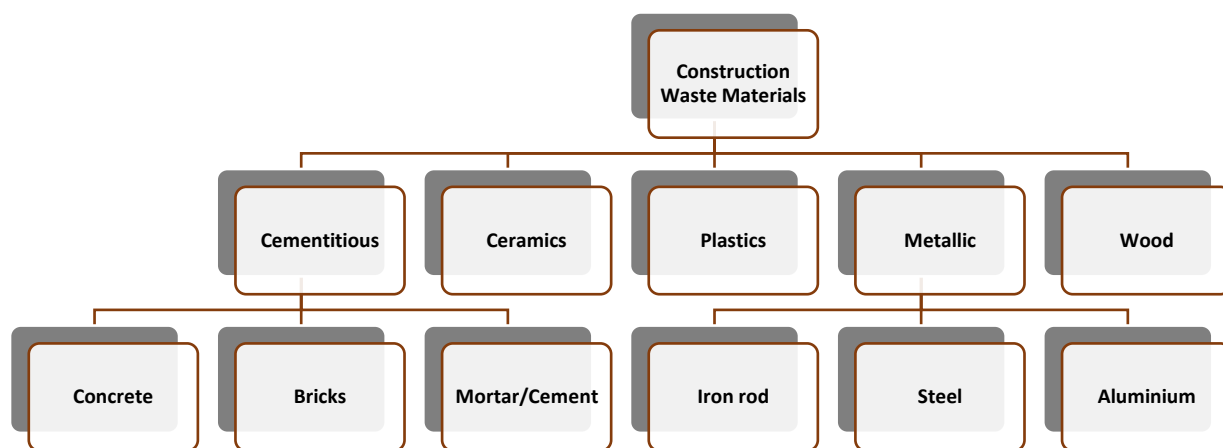 Construction
Waste Materials
Cementitious
Ceramics
Plastics
Metallic
Wood
Concrete
Bricks
Mortar/Cement
Iron rod
Steel
Aluminium